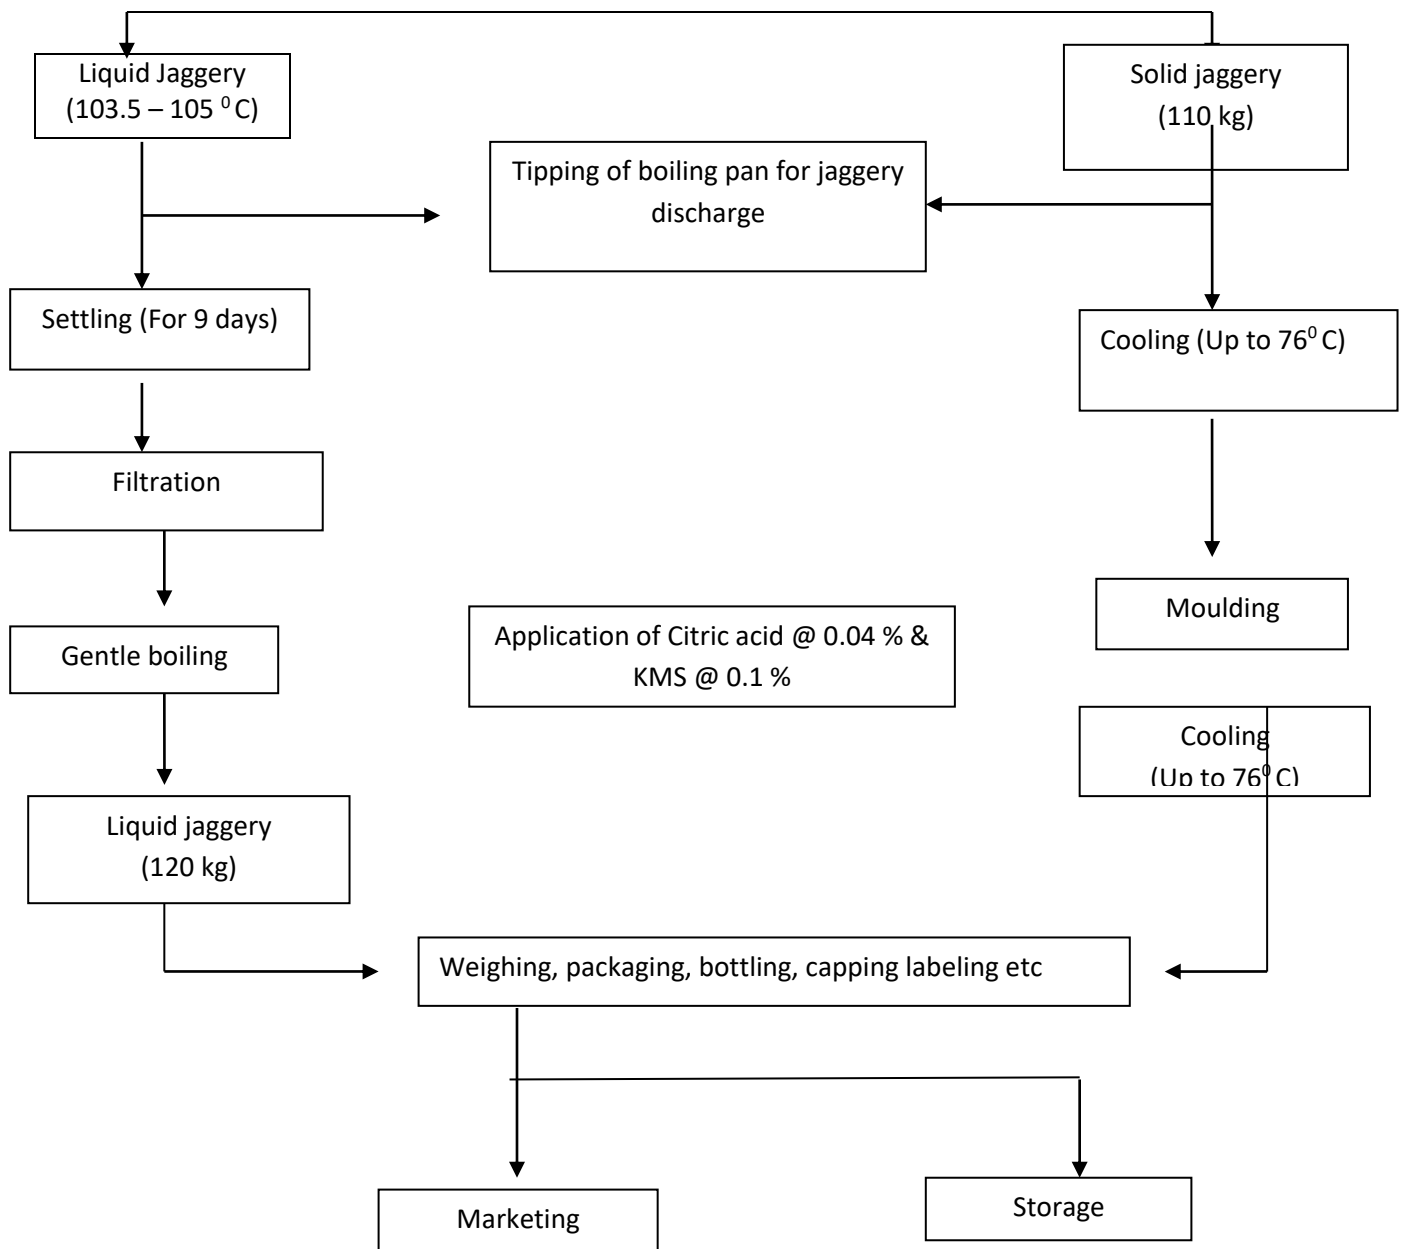 Liquid Jaggery
(103.5 – 105 ⁰ C)
Solid jaggery
(110 kg)
Tipping of boiling pan for jaggery
discharge
Settling (For 9 days)
Cooling (Up to 76⁰ C)
Filtration
Moulding
Application of Citric acid @ 0.04 % &
KMS @ 0.1 %
Gentle boiling
Cooling
(Up to 76⁰ C)
Liquid jaggery
(120 kg)
Weighing, packaging, bottling, capping labeling etc
Marketing
Storage